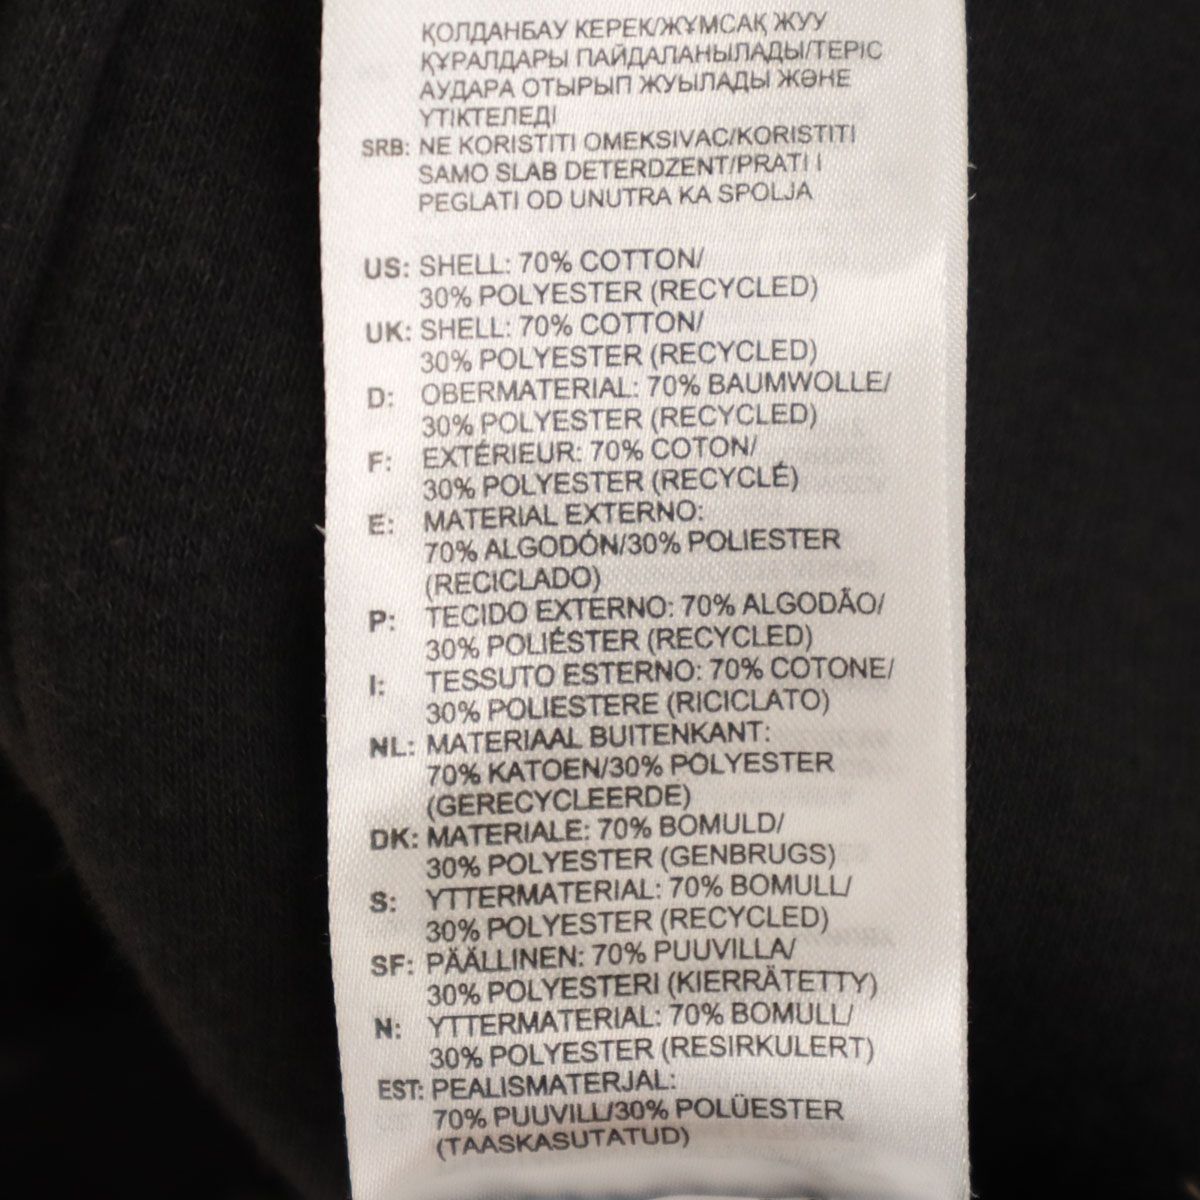 ҚОЛДАНБАУ КЕРЕК/ЖҰМСАҚ ЖУУ
ҚҰРАЛДАРЫ ПАЙДАЛАНЫЛАДЫ/ТЕРІС
АУДАРА ОТЫРЫП ЖУЫЛАДЫ ЖӘНЕ
ҮТІКТЕЛЕДІ
SRB: NE KORISTITI OMEKSIVAC/KORISTITI
SAMO SLAB DETERDZENT/PRATI I
PEGLATI OD UNUTRA KA SPOLJA
US: SHELL: 70% COTTON/
30% POLYESTER (RECYCLED)
UK: SHELL: 70% COTTON/
30% POLYESTER (RECYCLED)
D: OBERMATERIAL: 70% BAUMWOLLE/
30% POLYESTER (RECYCLED)
F: EXTÉRIEUR: 70% COTON/
30% POLYESTER (RECYCLÉ)
E: MATERIAL EXTERNO:
70% ALGODÓN/30% POLIESTER
(RECICLADO)
P: TECIDO EXTERNO: 70% ALGODÃO/
30% POLIÉSTER (RECYCLED)
I: TESSUTO ESTERNO: 70% COTONE/
30% POLIESTERE (RICICLATO)
NL: MATERIAAL BUITENKANT:
70% KATOEN/30% POLYESTER
(GERECYCLEERDE)
DK: MATERIALE: 70% BOMULD/
30% POLYESTER (GENBRUGS)
S: YTTERMATERIAL: 70% BOMULL/
30% POLYESTER (RECYCLED)
SF: PÄÄLLINEN: 70% PUUVILLA/
30% POLYESTERI (KIERRÄTETTY)
N: YTTERMATERIAL: 70% BOMULL/
30% POLYESTER (RESIRKULERT)
EST: PEALISMATERJAL:
70% PUUVILL/30% POLÜESTER
(TAASKASUTATUD)